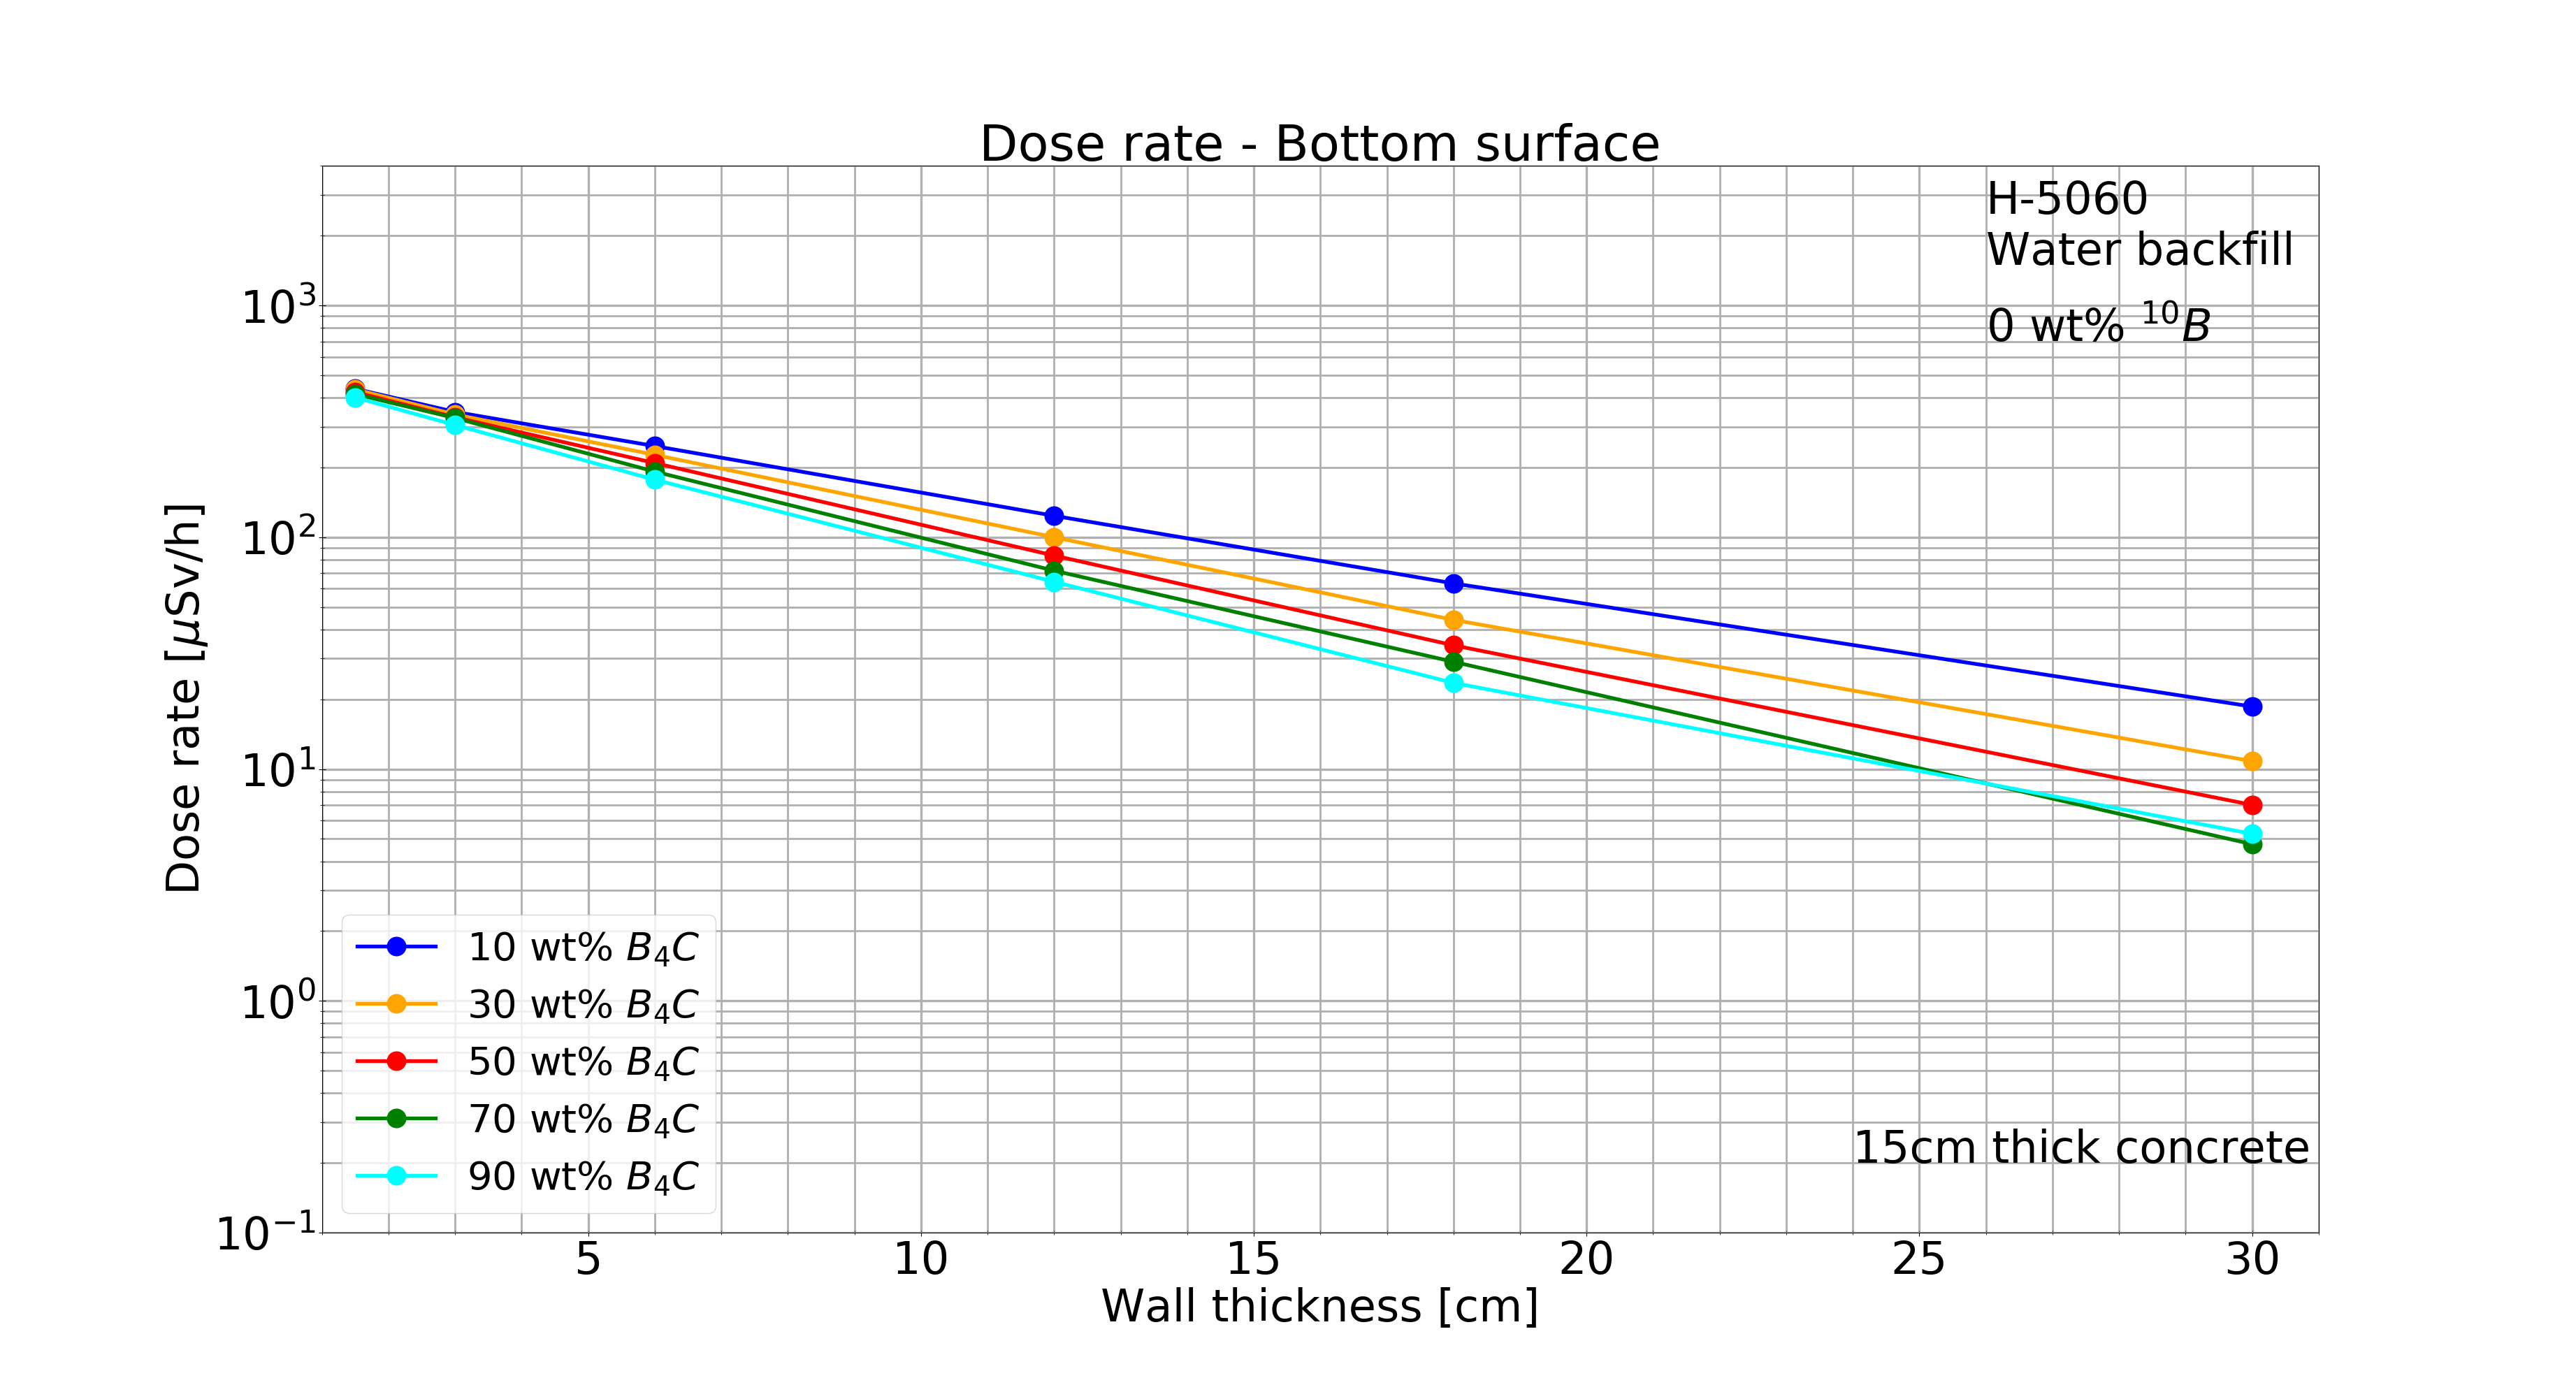 Dose rate - Bottom surface
H-5060
Water backfill
0 wt% ¹⁰B
10³
10²
10¹
10⁰
10⁻¹
Dose rate [μSv/h]
10 wt% B₄C
30 wt% B₄C
50 wt% B₄C
70 wt% B₄C
90 wt% B₄C
15cm thick concrete
5 10 15 20 25 30
Wall thickness [cm]